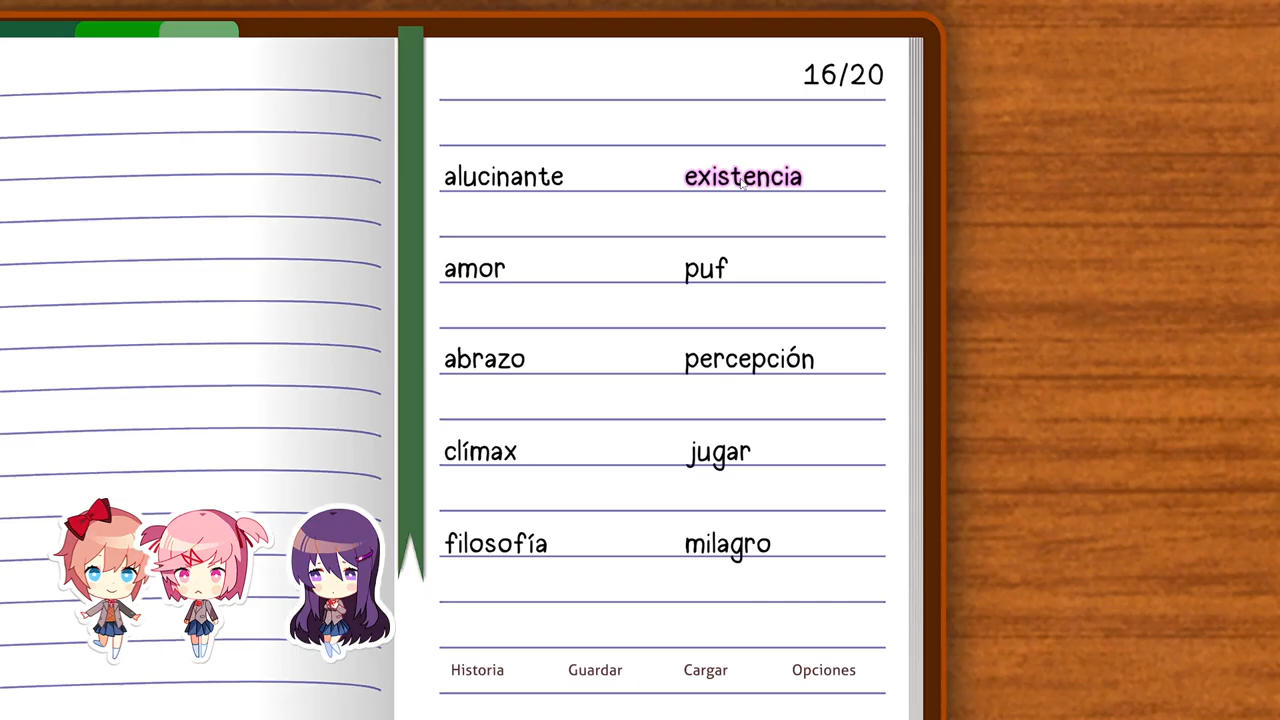 16/20
alucinante existencia
amor puf
abrazo percepción
clímax jugar
filosofía milagro
Historia Guardar Cargar Opciones